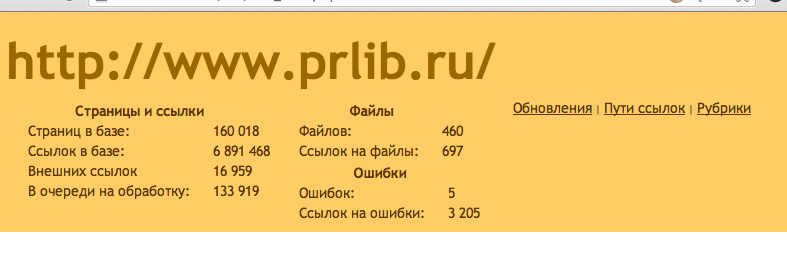 http://www.prlib.ru/
Страницы и ссылки
Страниц в базе: 160 018
Ссылок в базе: 6 891 468
Внешних ссылок 16 959
В очереди на обработку: 133 919
Файлы
Файлов: 460
Ссылок на файлы: 697
Ошибки
Ошибок: 5
Ссылок на ошибки: 3 205
Обновления | Пути ссылок | Рубрики